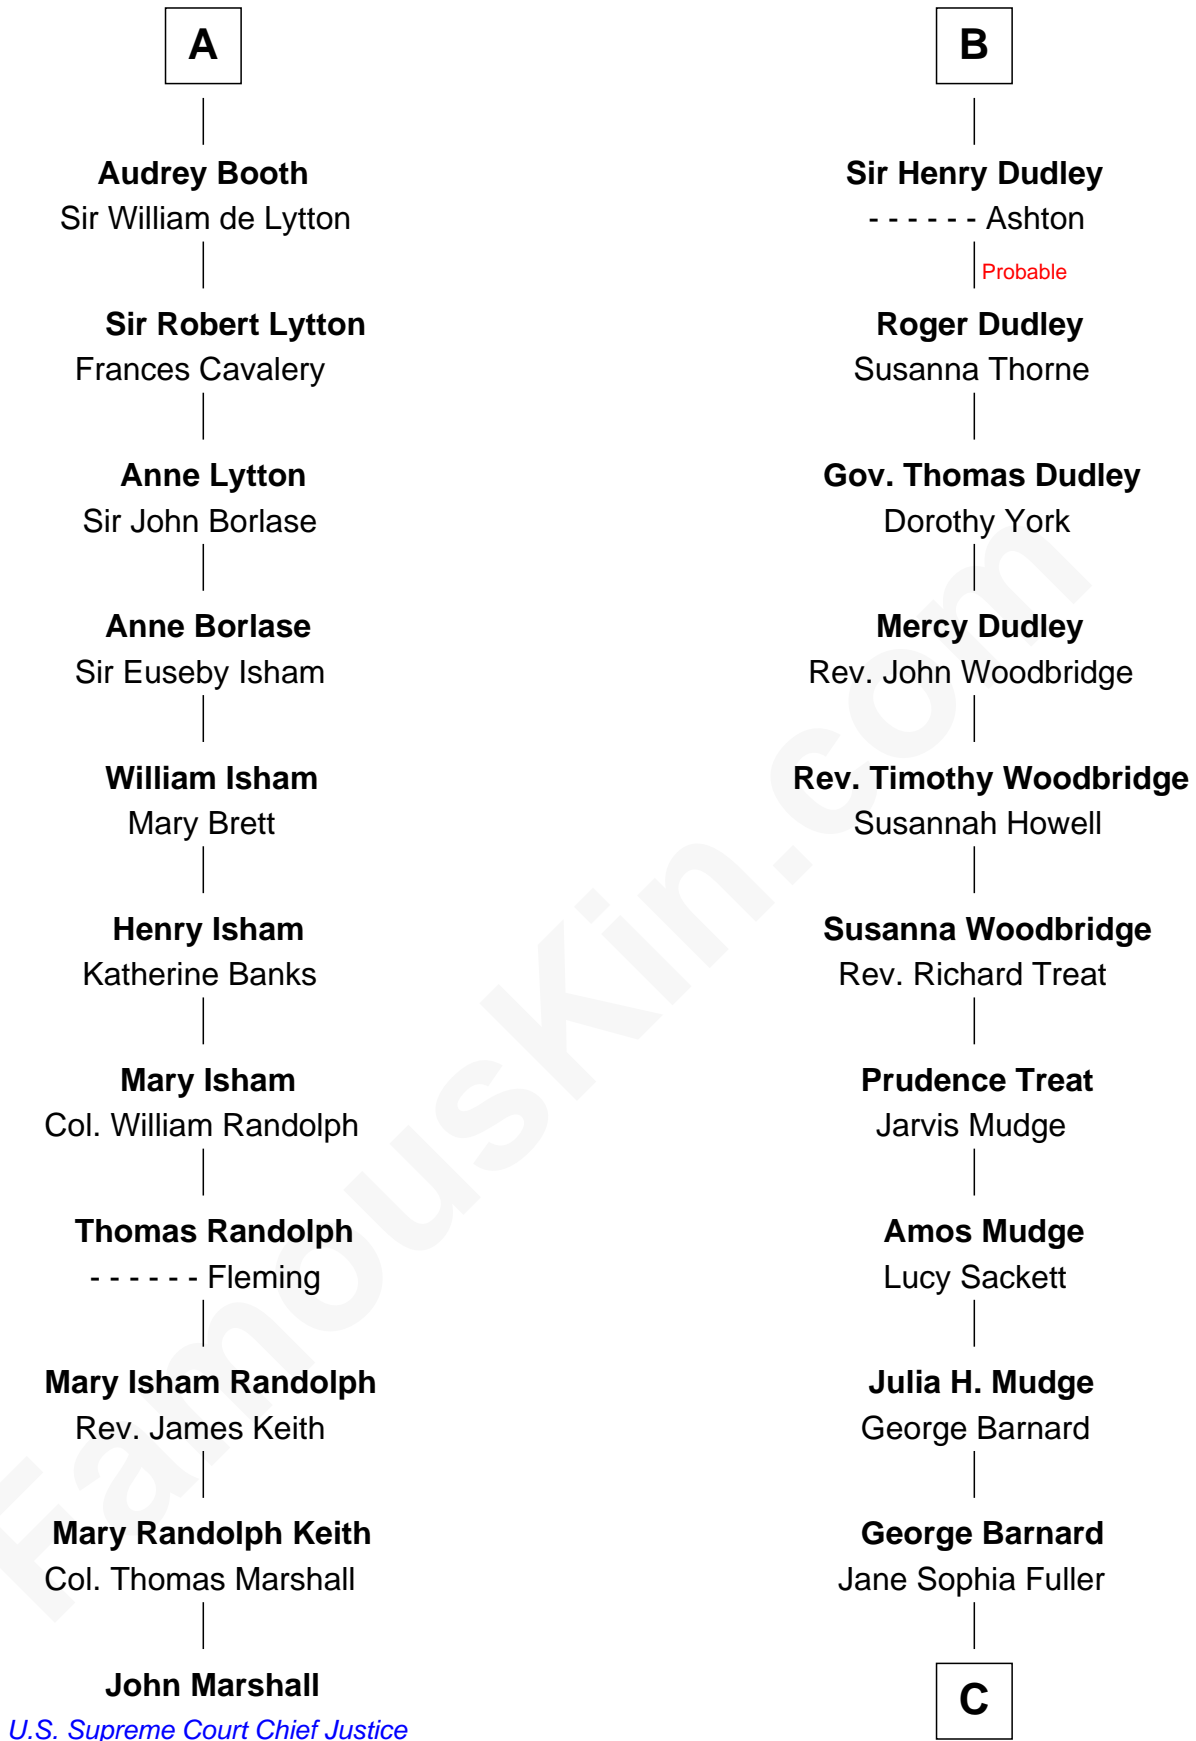 A
Audrey Booth
Sir William de Lytton
Sir Robert Lytton
Frances Cavalery
Anne Lytton
Sir John Borlase
Anne Borlase
Sir Euseby Isham
William Isham
Mary Brett
Henry Isham
Katherine Banks
Mary Isham
Col. William Randolph
Thomas Randolph
- - - - - - Fleming
Mary Isham Randolph
Rev. James Keith
Mary Randolph Keith
Col. Thomas Marshall
John Marshall
U.S. Supreme Court Chief Justice
B
Sir Henry Dudley
- - - - - - Ashton
Probable
Roger Dudley
Susanna Thorne
Gov. Thomas Dudley
Dorothy York
Mercy Dudley
Rev. John Woodbridge
Rev. Timothy Woodbridge
Susannah Howell
Susanna Woodbridge
Rev. Richard Treat
Prudence Treat
Jarvis Mudge
Amos Mudge
Lucy Sackett
Julia H. Mudge
George Barnard
George Barnard
Jane Sophia Fuller
C
FamousKin.com